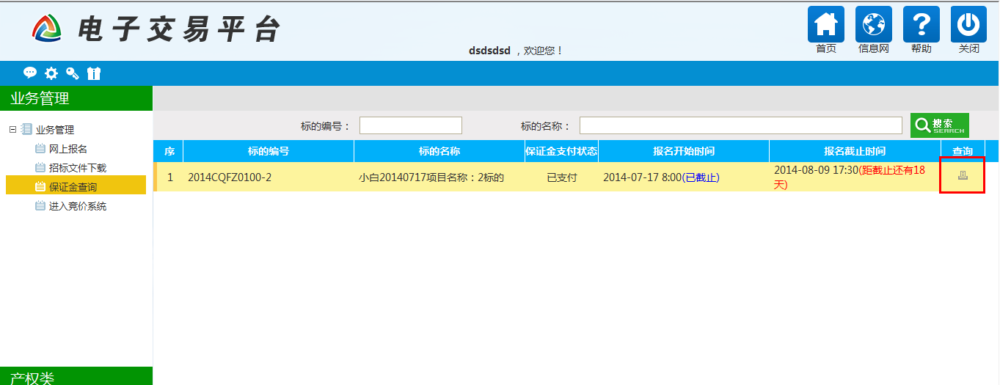 电子交易平台
dsdsdsd ，欢迎您！
首页 信息网 帮助 关闭
业务管理
业务管理
网上报名
招标文件下载
保证金查询
进入竞价系统
产权类
标的编号： 标的名称： 搜索 SEARCH
序 标的编号 标的名称 保证金支付状态 报名开始时间 报名截止时间 查询
1 2014CQFZ0100-2 小白20140717项目名称：2标的 已支付 2014-07-17 8:00(已截止) 2014-08-09 17:30(距截止还有18
天)